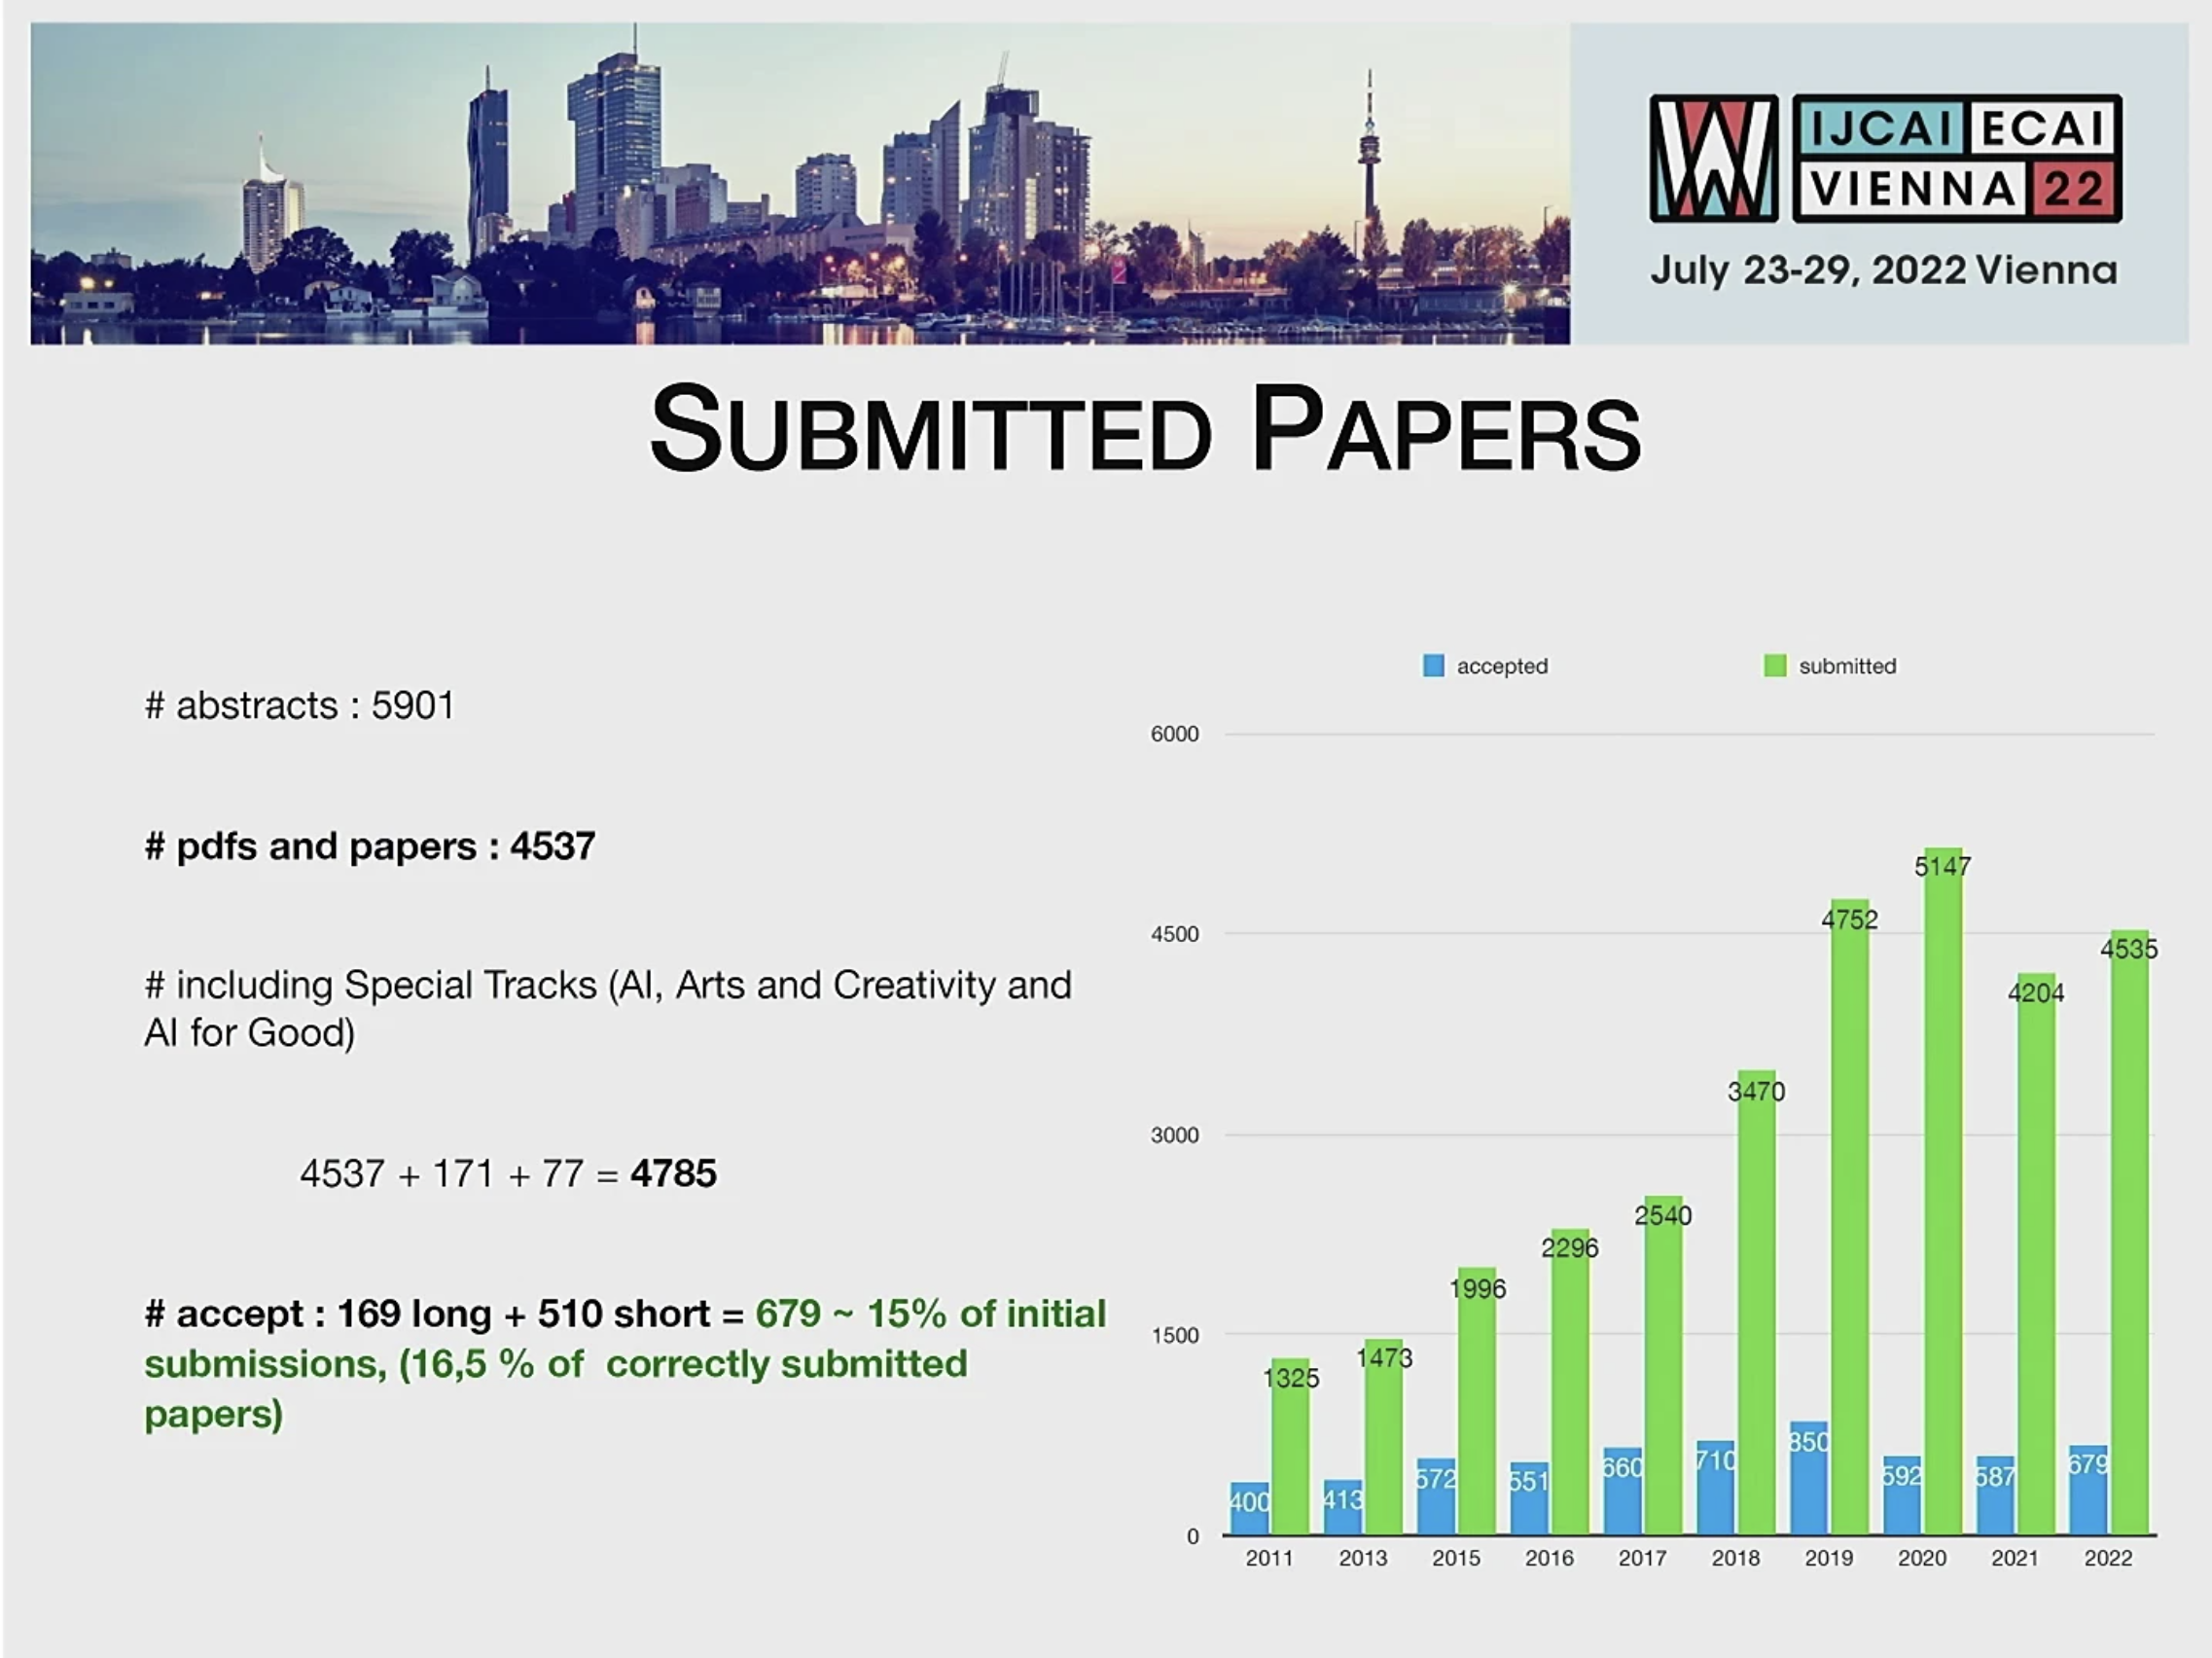 IJCAI ECAI
VIENNA 22
July 23-29, 2022 Vienna
SUBMITTED PAPERS
# abstracts : 5901
# pdfs and papers : 4537
# including Special Tracks (AI, Arts and Creativity and
AI for Good)
4537 + 171 + 77 = 4785
# accept : 169 long + 510 short = 679 ~ 15% of initial
submissions, (16,5 % of  correctly submitted
papers)
accepted submitted
6000
4500
3000
1500
0
400 1325
413 1473
572 1996
551 2296
660 2540
710 3470
850 4752
592 5147
587 4204
679 4535
2011 2013 2015 2016 2017 2018 2019 2020 2021 2022